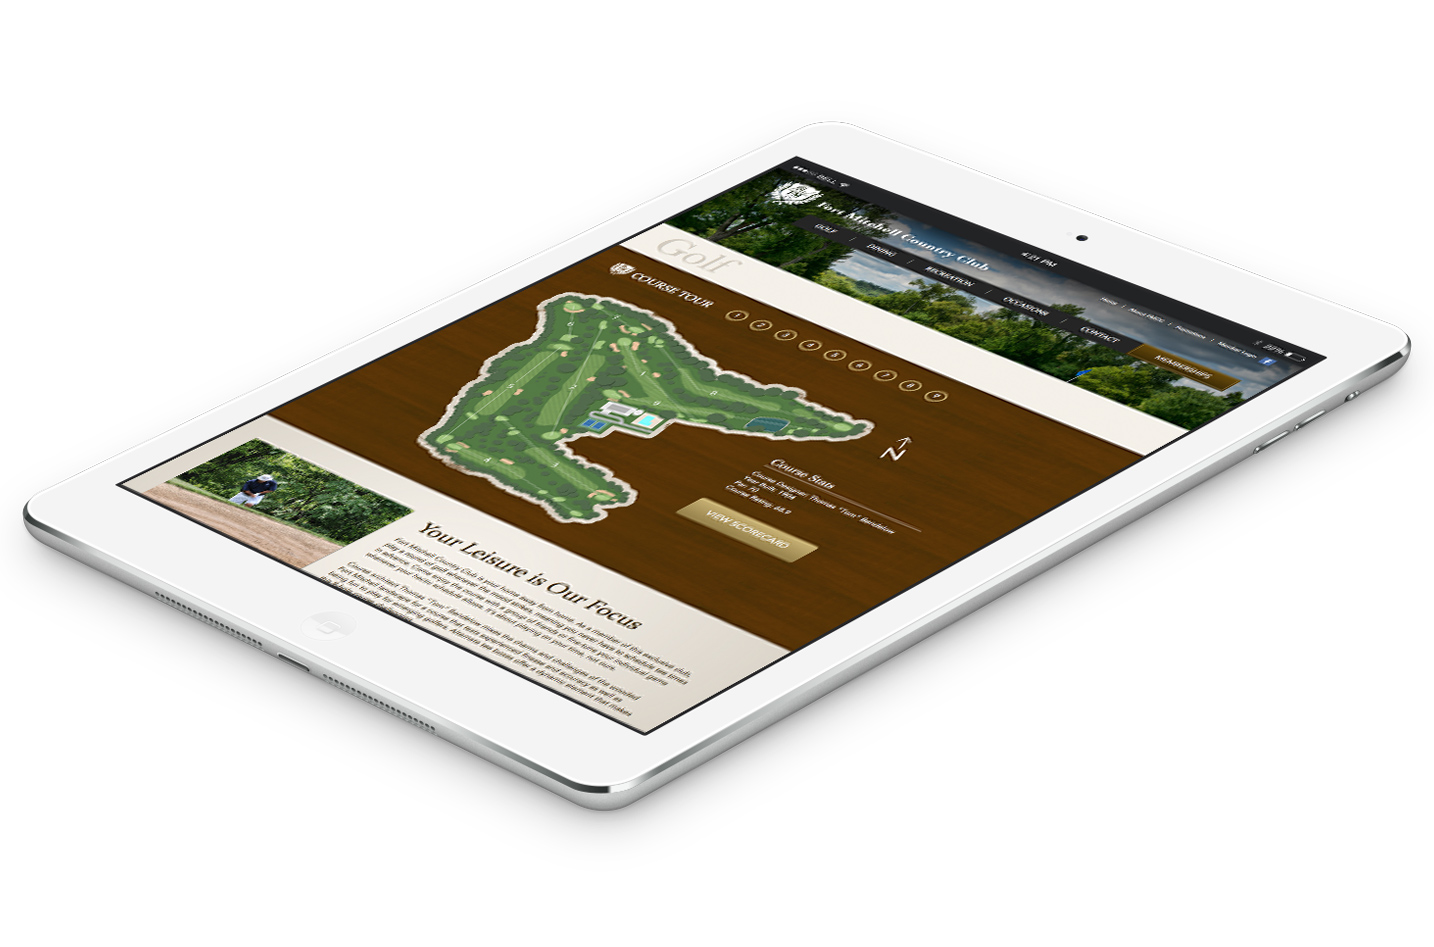 BELL
4:21 PM
Fort Mitchell Country Club
Home | About FMCC | | Member Login
GOLF / DINING / RECREATION / OCCASIONS / CONTACT
MEMBERSHIPS
Golf
COURSE TOUR
1 2 3 4 5 6 7 8 9
N
Course Stats
Course Designer: Thomas "Tom" Bendelow
Year Built: 1904
Par: 70
Course Rating: 68.9
VIEW SCORECARD
Your Leisure is Our Focus
Fort Mitchell Country Club is your home away from home. As a member of this exclusive club,
play a round of golf whenever the mood strikes, meaning you never have to schedule tee times
in advance. Come enjoy the course with a group of friends or fine-tune your individual game
whenever your hectic schedule allows. It's about playing on your time, not ours.
Course architect Thomas "Tom" Bendelow mixes the charms and challenges of the wooded
Fort Mitchell landscape for a course that tests experienced finesse and accuracy as well as
being fun to play for emerging golfers. Alternate tee boxes offer a dynamic element that makes